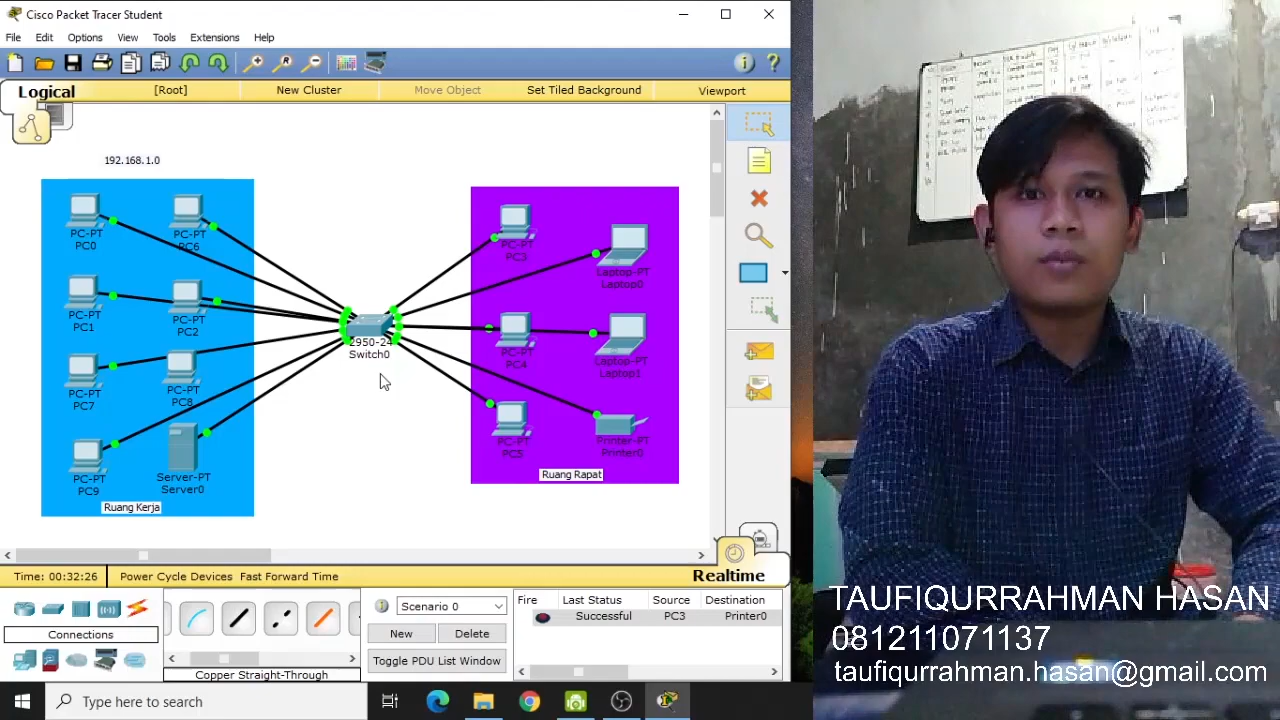 Cisco Packet Tracer Student
File Edit Options View Tools Extensions Help
Logical [Root] New Cluster Move Object Set Tiled Background Viewport
192.168.1.0
PC-PT
PC0
PC-PT
PC6
PC-PT
PC1
PC-PT
PC2
PC-PT
PC7
PC-PT
PC8
PC-PT
PC9
Server-PT
Server0
Ruang Kerja
2950-24
Switch0
PC-PT
PC3
Laptop-PT
Laptop0
PC-PT
PC4
Laptop-PT
Laptop1
PC-PT
PC5
Printer-PT
Printer0
Ruang Rapat
Time: 00:32:26 Power Cycle Devices Fast Forward Time Realtime
Connections
Copper Straight-Through
Scenario 0
New Delete
Toggle PDU List Window
Fire Last Status Source Destination
Successful PC3 Printer0
Type here to search
TAUFIQURRAHMAN HASAN
081211071137
taufiqurrahman.hasan@gmail.com